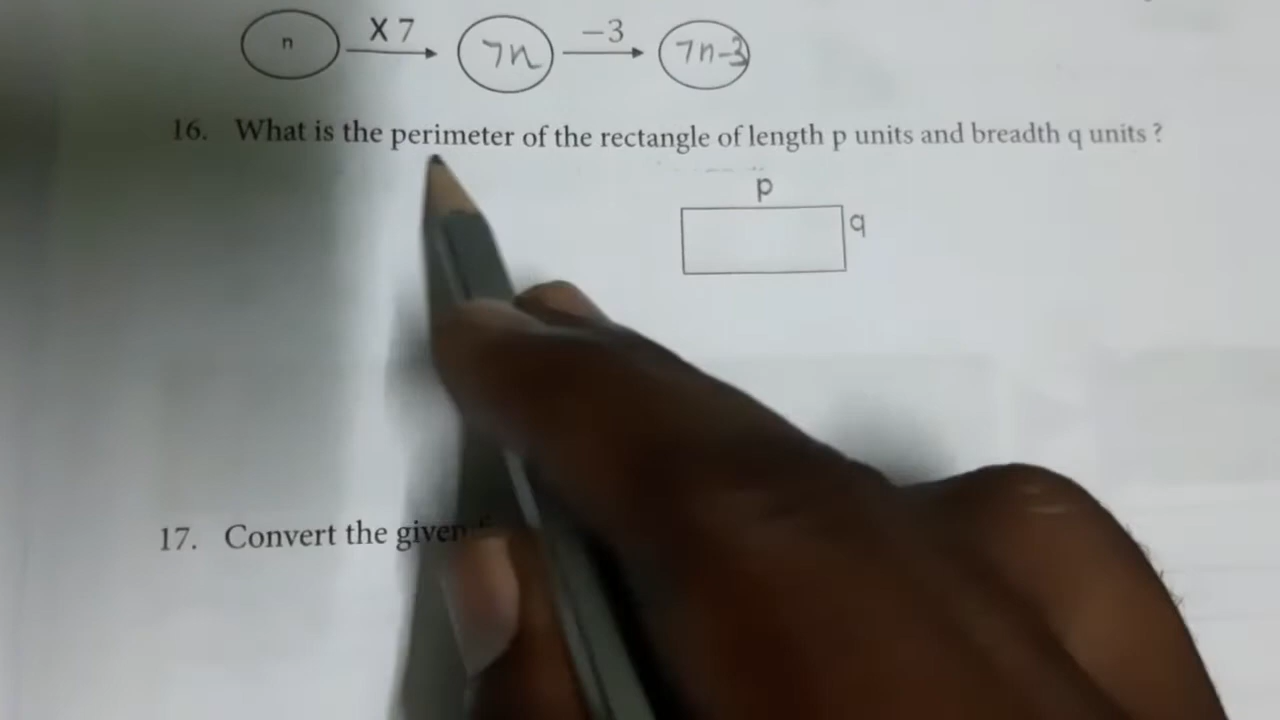 n × 7 7n −3 7n-3
16. What is the perimeter of the rectangle of length p units and breadth q units ?
p
q
17. Convert the given